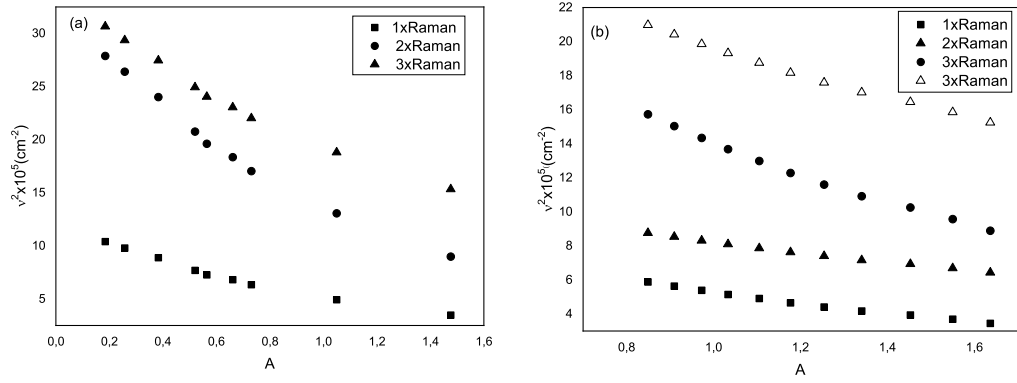 (a)
1xRaman
2xRaman
3xRaman
30
25
20
15
10
5
ν²x10⁵(cm⁻²)
0,0 0,2 0,4 0,6 0,8 1,0 1,2 1,4 1,6
A
(b)
1xRaman
2xRaman
3xRaman
3xRaman
22
20
18
16
14
12
10
8
6
4
ν²x10⁵(cm⁻²)
0,8 1,0 1,2 1,4 1,6
A